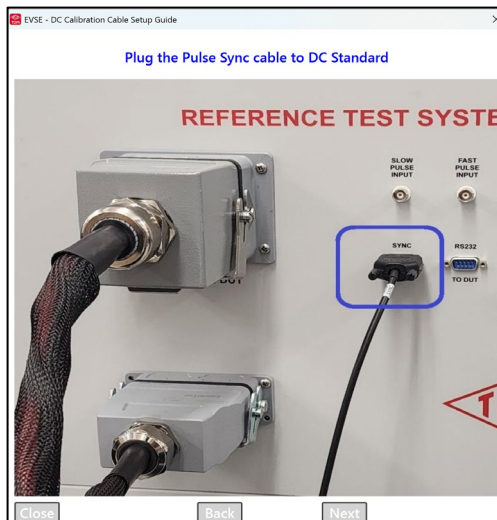 EVSE - DC Calibration Cable Setup Guide
Plug the Pulse Sync cable to DC Standard
REFERENCE TEST SYSTE
SLOW
PULSE
INPUT
FAST
PULSE
INPUT
SYNC
RS232
TO DUT
DUT
T
Close
Back
Next